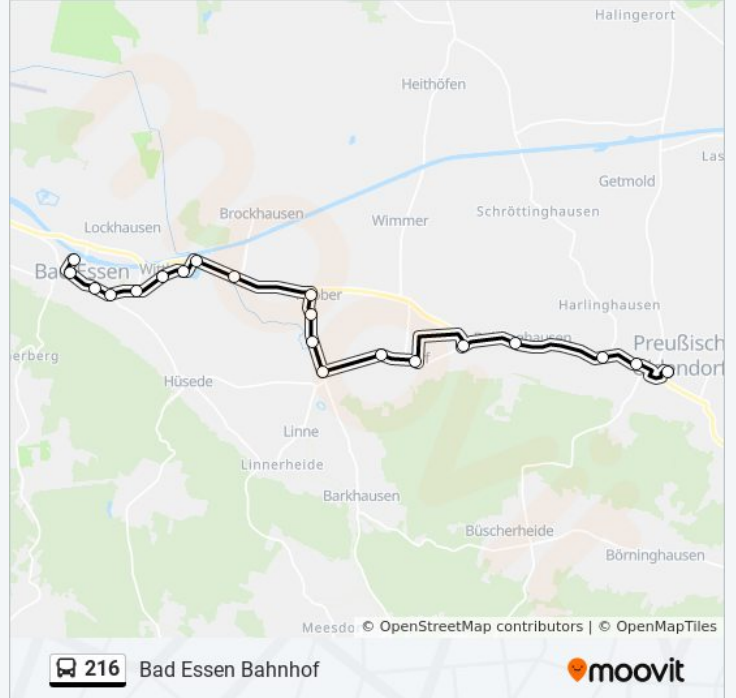 Halingerort
Heithöfen
Las
Getmold
Schröttinghausen
Brockhausen
Wimmer
Lockhausen
Bad Essen
Harlinghausen
Preußisch
erberg
Hüsede
Linne
Linnerheide
Barkhausen
Büscherheide
Börninghausen
Meesdo
© OpenStreetMap contributors | © OpenMapTiles
216 Bad Essen Bahnhof
moovit